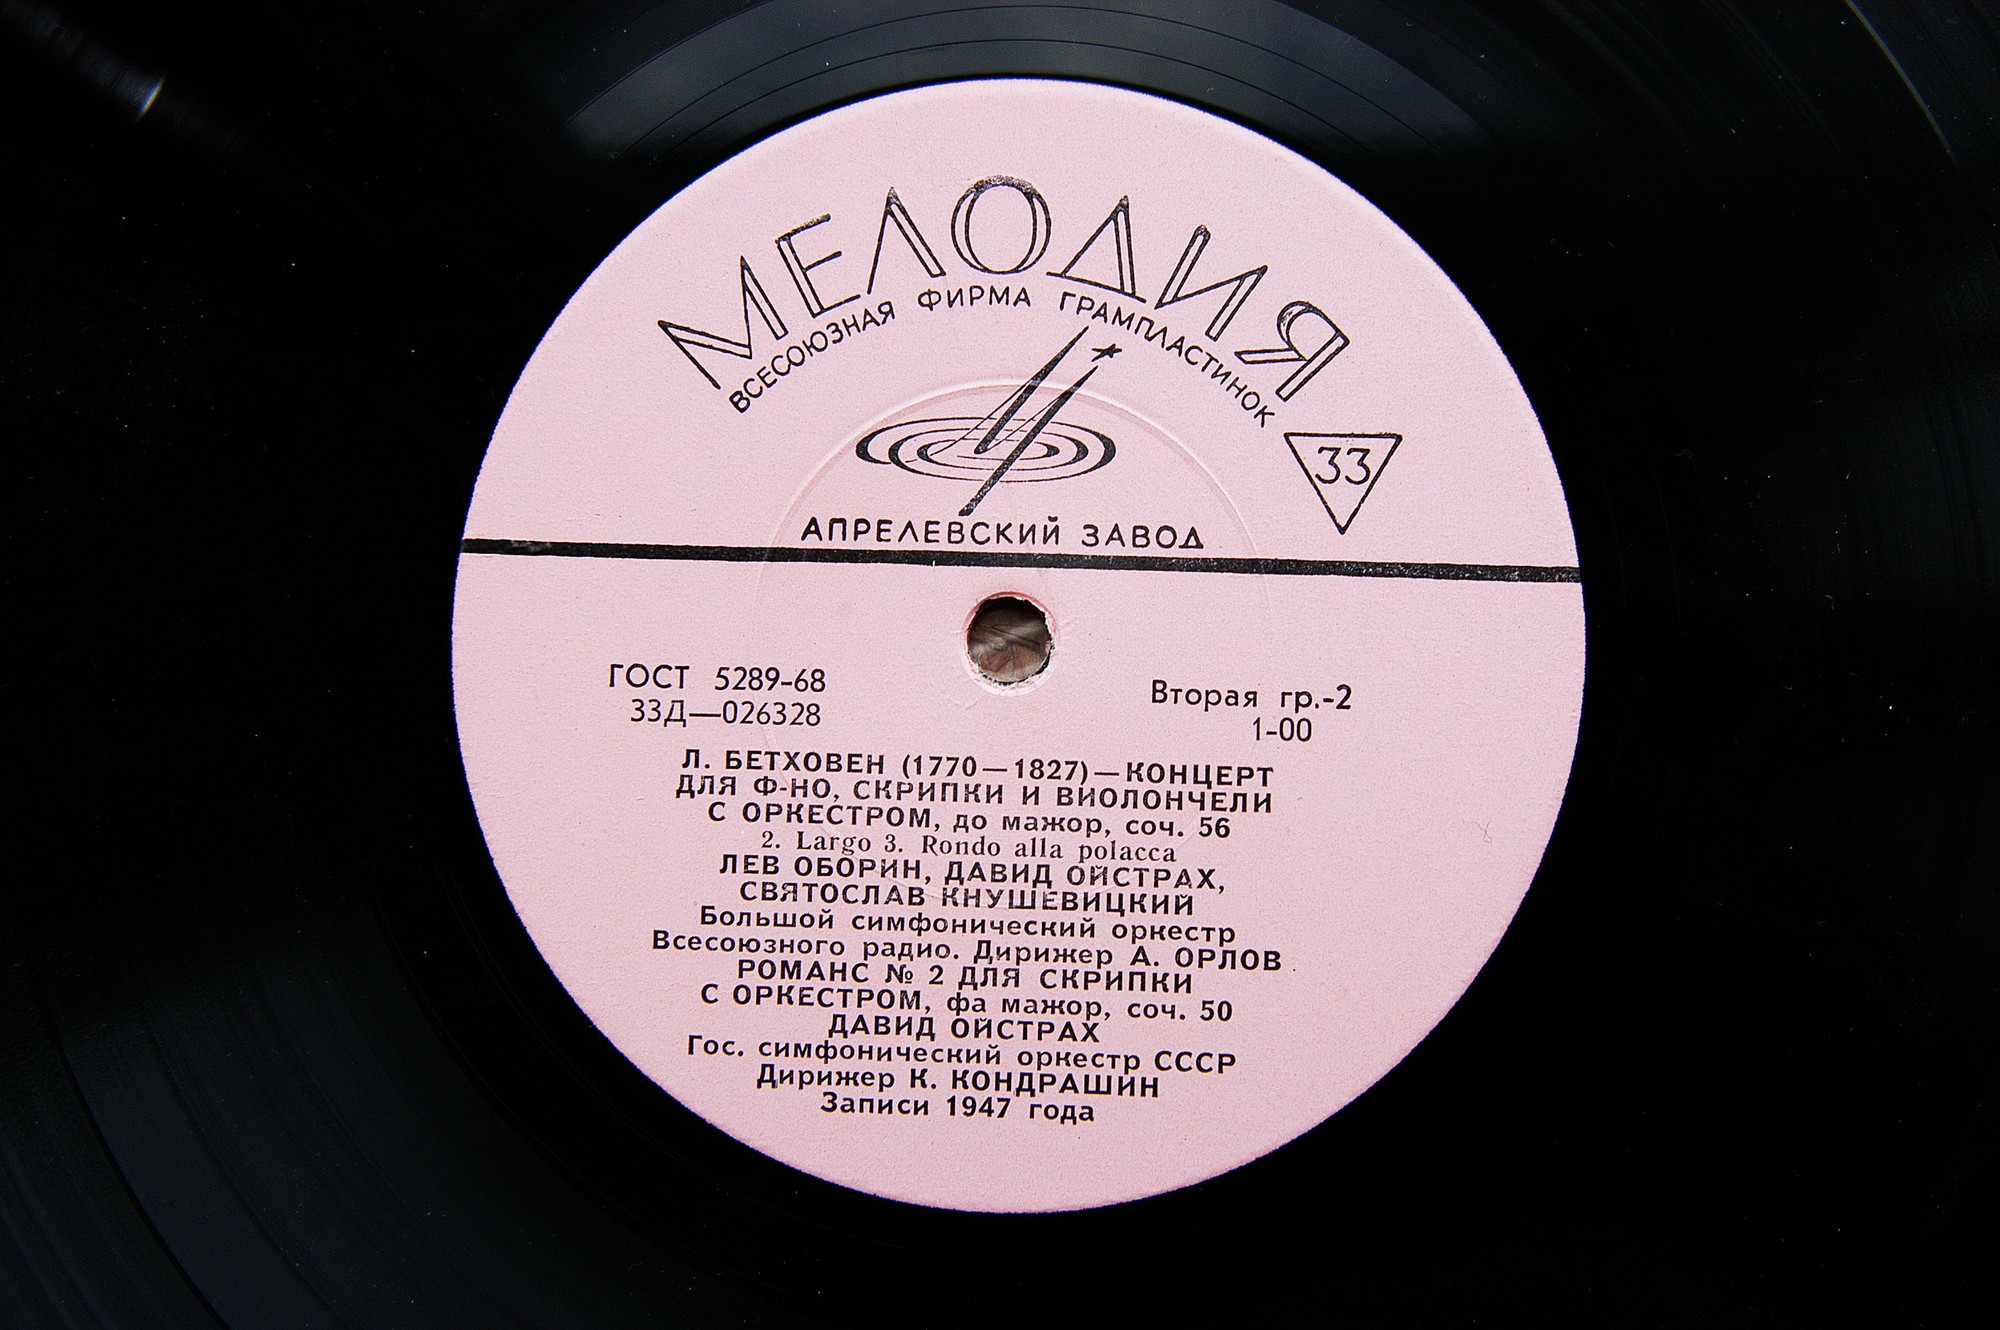 МЕЛОДИЯ
ВСЕСОЮЗНАЯ ФИРМА ГРАМПЛАСТИНОК
33
АПРЕЛЕВСКИЙ ЗАВОД
ГОСТ 5289-68
33Д—026328
Вторая гр.-2
1-00
Л. БЕТХОВЕН (1770—1827)—КОНЦЕРТ
ДЛЯ Ф-НО, СКРИПКИ И ВИОЛОНЧЕЛИ
С ОРКЕСТРОМ, до мажор, соч. 56
2. Largo 3. Rondo alla polacca
ЛЕВ ОБОРИН, ДАВИД ОЙСТРАХ,
СВЯТОСЛАВ КНУШЕВИЦКИЙ
Большой симфонический оркестр
Всесоюзного радио. Дирижер А. ОРЛОВ
РОМАНС № 2 ДЛЯ СКРИПКИ
С ОРКЕСТРОМ, фа мажор, соч. 50
ДАВИД ОЙСТРАХ
Гос. симфонический оркестр СССР
Дирижер К. КОНДРАШИН
Записи 1947 года